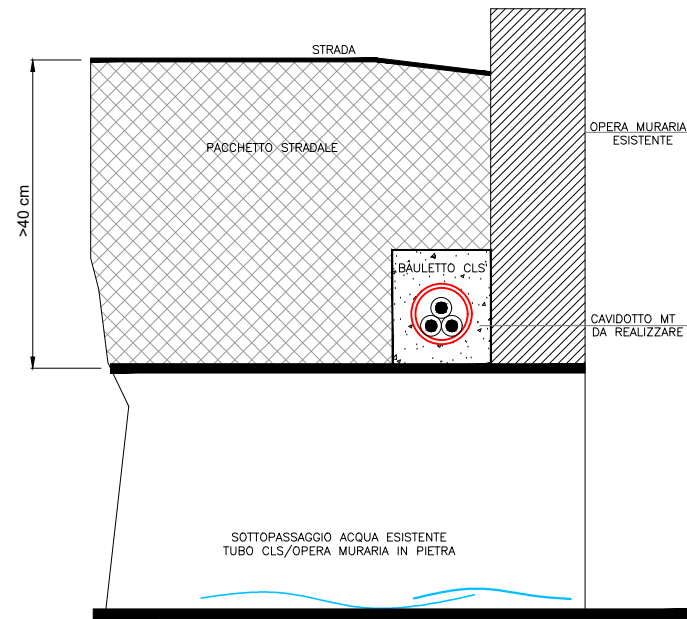 STRADA
PACCHETTO STRADALE
OPERA MURARIA
ESISTENTE
>40 cm
BAULETTO CLS
CAVIDOTTO MT
DA REALIZZARE
SOTTOPASSAGGIO ACQUA ESISTENTE
TUBO CLS/OPERA MURARIA IN PIETRA